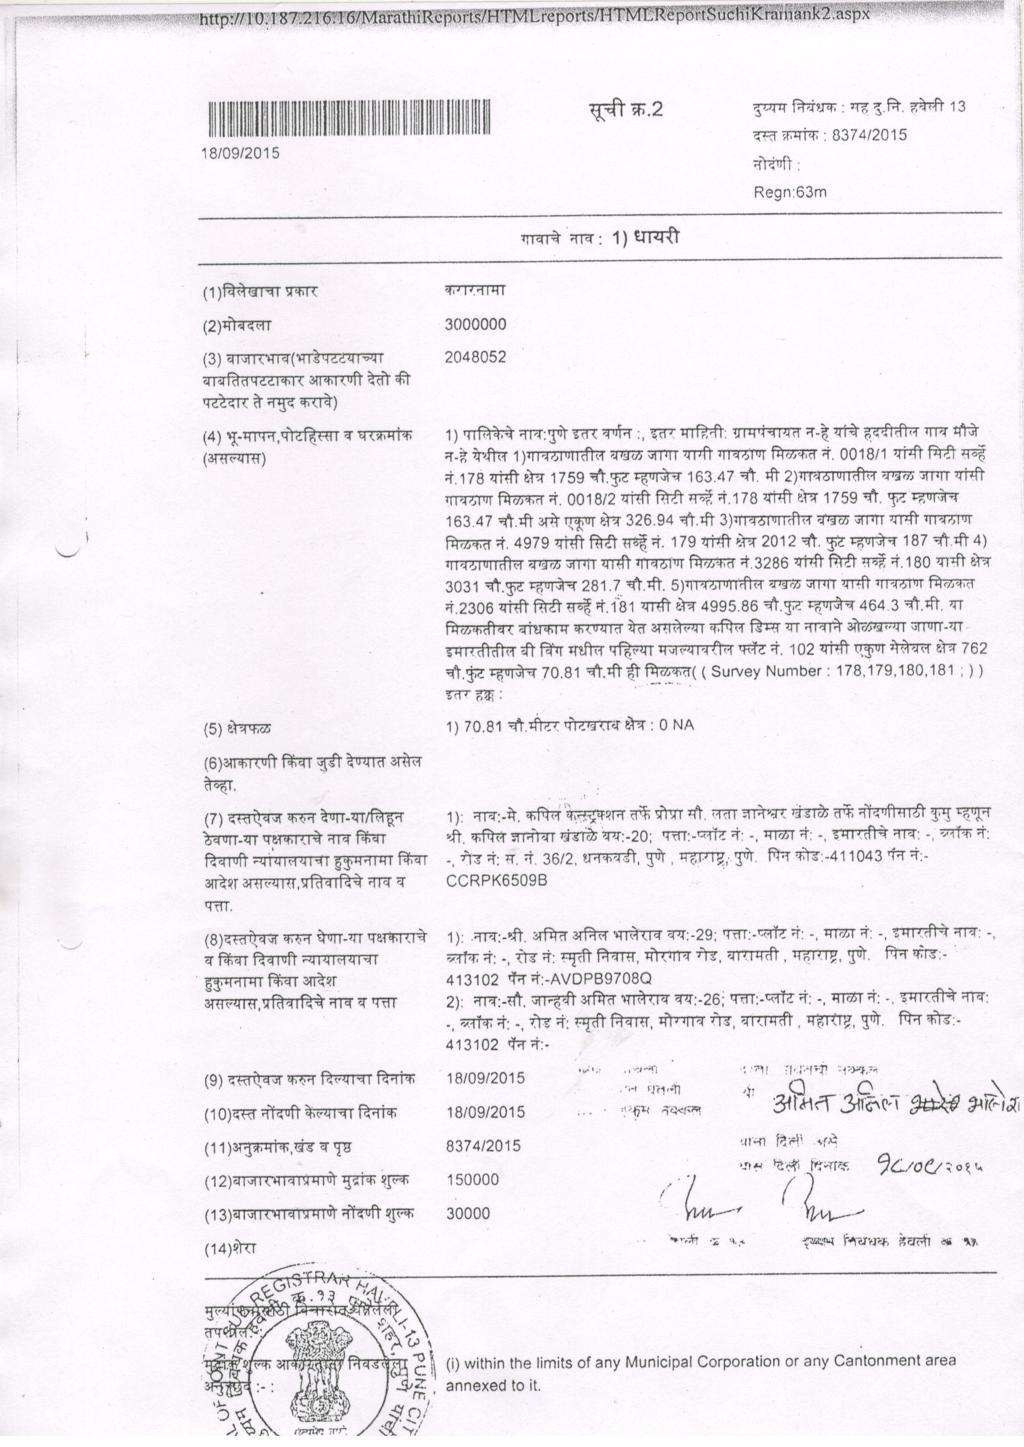 http://10.187.216.16/MarathiReports/HTMLreports/HTMLReportSuchiKramank2.aspx
18/09/2015
सूची क्र.2
दुय्यम निबंधक : सह दु.नि. हवेली 13
दस्त क्रमांक : 8374/2015
नोदंणी :
Regn:63m
गावाचे नाव : 1) धायरी
(1)विलेखाचा प्रकार करारनामा
(2)मोबदला 3000000
(3) बाजारभाव(भाडेपटटयाच्या 2048052
बाबतितपटटाकार आकारणी देतो की
पटटेदार ते नमुद करावे)
(4) भू-मापन,पोटहिस्सा व घरक्रमांक
(असल्यास)
1) पालिकेचे नाव:पुणे इतर वर्णन :, इतर माहिती: ग्रामपंचायत न-हे यांचे हद्दीतील गाव मौजे
न-हे येथील 1)गावठाणातील बखळ जागा यासी गावठाण मिळकत नं. 0018/1 यांसी सिटी सर्व्हे
नं.178 यांसी क्षेत्र 1759 चौ.फुट म्हणजेच 163.47 चौ. मी 2)गावठाणातील बखळ जागा यांसी
गावठाण मिळकत नं. 0018/2 यांसी सिटी सर्व्हे नं.178 यांसी क्षेत्र 1759 चौ. फुट म्हणजेच
163.47 चौ.मी असे एकूण क्षेत्र 326.94 चौ.मी 3)गावठाणातील बखळ जागा यासी गावठाण
मिळकत नं. 4979 यांसी सिटी सर्व्हे नं. 179 यांसी क्षेत्र 2012 चौ. फुट म्हणजेच 187 चौ.मी 4)
गावठाणातील बखळ जागा यासी गावठाण मिळकत नं.3286 यांसी सिटी सर्व्हे नं.180 यासी क्षेत्र
3031 चौ.फुट म्हणजेच 281.7 चौ.मी. 5)गावठाणातील बखळ जागा यासी गावठाण मिळकत
नं.2306 यांसी सिटी सर्व्हे नं.181 यासी क्षेत्र 4995.86 चौ.फुट म्हणजेच 464.3 चौ.मी. या
मिळकतीवर बांधकाम करण्यात येत असलेल्या कपिल ड्रिम्स या नावाने ओळखल्या जाणा-या
इमारतीतील बी विंग मधील पहिल्या मजल्यावरील फ्लॅट नं. 102 यांसी एकुण सेलेबल क्षेत्र 762
चौ.फुट म्हणजेच 70.81 चौ.मी ही मिळकत( ( Survey Number : 178,179,180,181 ; ) )
इतर हक्क :
(5) क्षेत्रफळ 1) 70.81 चौ.मीटर पोटखराब क्षेत्र : 0 NA
(6)आकारणी किंवा जुडी देण्यात असेल
तेव्हा.
(7) दस्तऐवज करुन देणा-या/लिहून
ठेवणा-या पक्षकाराचे नाव किंवा
दिवाणी न्यायालयाचा हुकुमनामा किंवा
आदेश असल्यास,प्रतिवादिचे नाव व
पत्ता.
1): नाव:-मे. कपिल कन्स्ट्रक्शन तर्फे प्रोप्रा सौ. लता ज्ञानेश्वर खंडाळे तर्फे नोंदणीसाठी कुमु म्हणून
श्री. कपिल ज्ञानोबा खंडाळे वय:-20; पत्ता:-प्लॉट नं: -, माळा नं: -, इमारतीचे नाव: -, ब्लॉक नं:
-, रोड नं: स. नं. 36/2, धनकवडी, पुणे , महाराष्ट्र, पुणे. पिन कोड:-411043 पॅन नं:-
CCRPK6509B
(8)दस्तऐवज करुन घेणा-या पक्षकाराचे
व किंवा दिवाणी न्यायालयाचा
हुकुमनामा किंवा आदेश
असल्यास,प्रतिवादिचे नाव व पत्ता
1): नाव:-श्री. अमित अनिल भालेराव वय:-29; पत्ता:-प्लॉट नं: -, माळा नं: -, इमारतीचे नाव: -,
ब्लॉक नं: -, रोड नं: स्मृती निवास, मोरगाव रोड, बारामती , महाराष्ट्र, पुणे. पिन कोड:-
413102 पॅन नं:-AVDPB9708Q
2): नाव:-सौ. जान्हवी अमित भालेराव वय:-26; पत्ता:-प्लॉट नं: -, माळा नं: -, इमारतीचे नाव:
-, ब्लॉक नं: -, रोड नं: स्मृती निवास, मोरगाव रोड, बारामती , महाराष्ट्र, पुणे. पिन कोड:-
413102 पॅन नं:-
(9) दस्तऐवज करुन दिल्याचा दिनांक 18/09/2015
(10)दस्त नोंदणी केल्याचा दिनांक 18/09/2015
अमित अनिल
(11)अनुक्रमांक,खंड व पृष्ठ 8374/2015
दिली
दिली दिनांक १८/०९/२०१५
(12)बाजारभावाप्रमाणे मुद्रांक शुल्क 150000
(13)बाजारभावाप्रमाणे नोंदणी शुल्क 30000
निबंधक हवेली क्र १३
(14)शेरा
SUB REGISTRAR HAVELI-13 PUNE CITY
मुल्यांकनासाठी विचारात घेतलेला
तपशील:-
मुद्रांक शुल्क आकारताना निवडलेला
अनुच्छेद :- :
(i) within the limits of any Municipal Corporation or any Cantonment area
annexed to it.